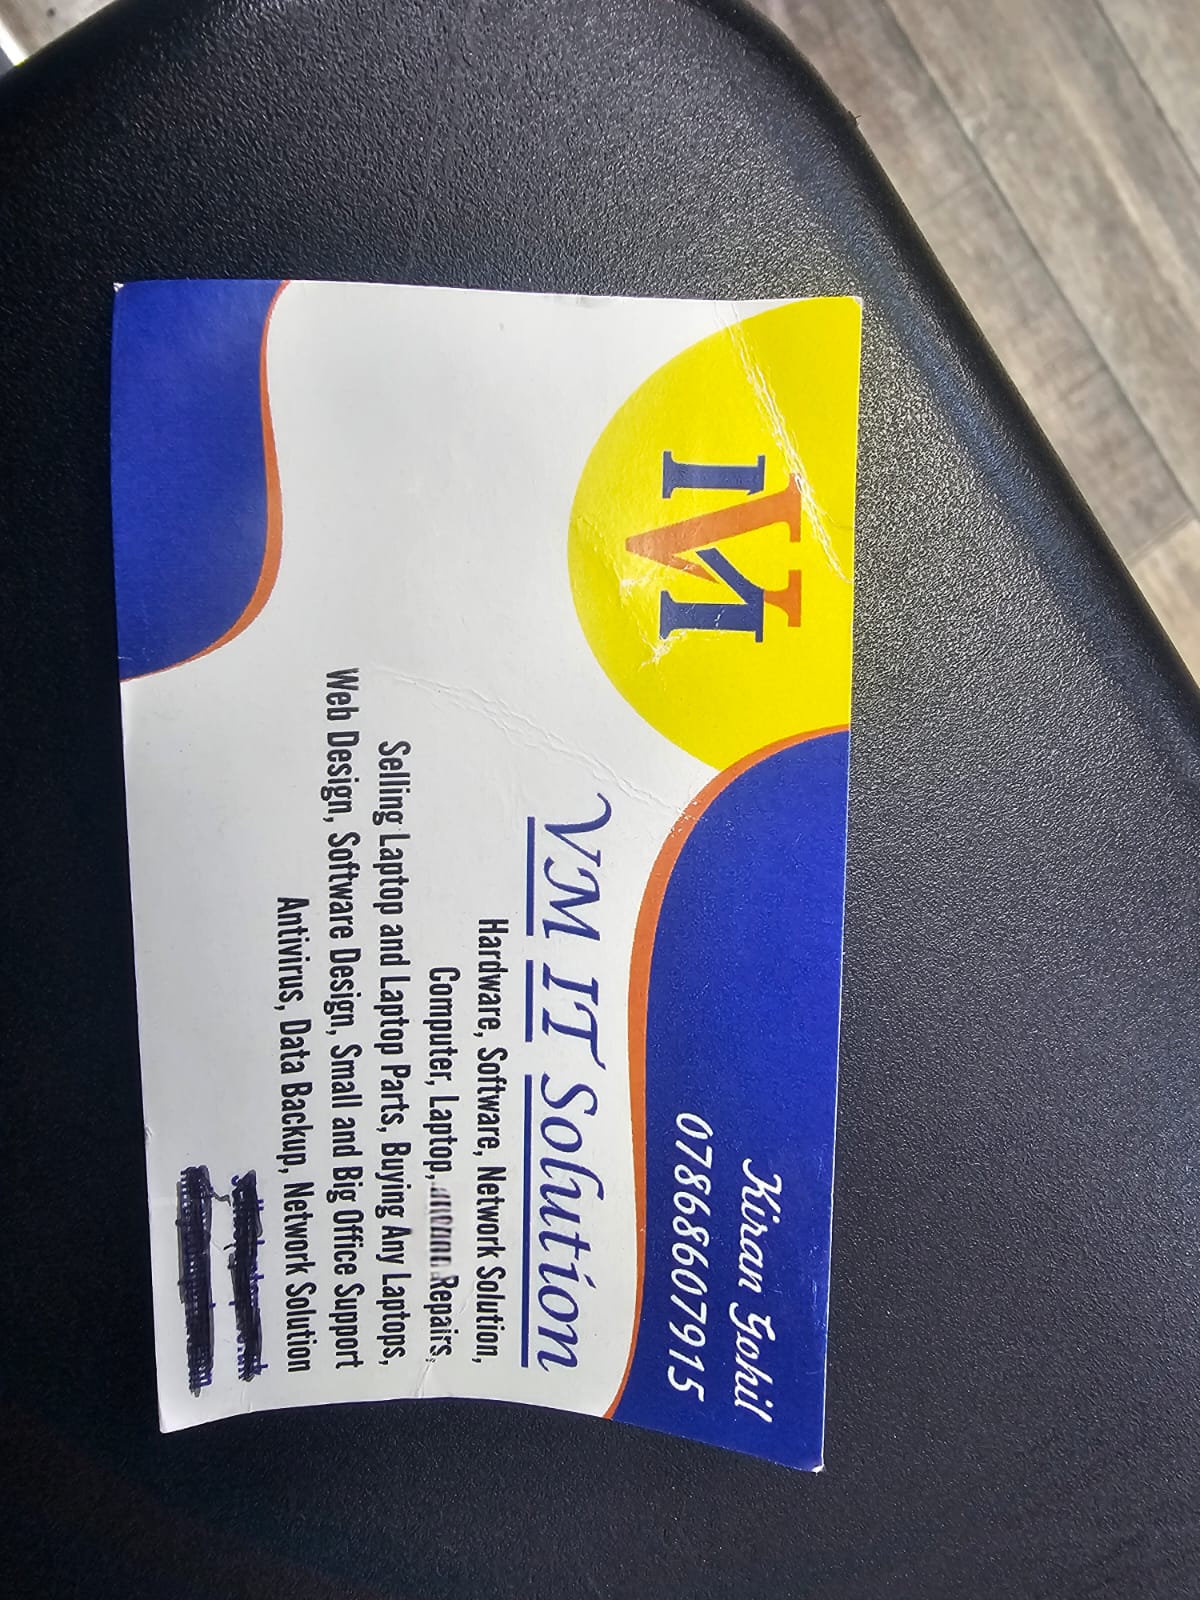 VM
Kiran Gohil
07868607915
VM IT Solution
Hardware, Software, Network Solution,
Computer, Laptop, Repairs,
Selling Laptop and Laptop Parts, Buying Any Laptops,
Web Design, Software Design, Small and Big Office Support
Antivirus, Data Backup, Network Solution